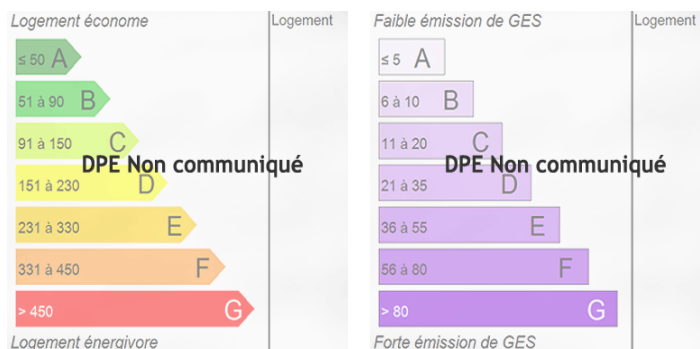 Logement économe
Logement
≤ 50 A
51 à 90 B
91 à 150 C
DPE Non communiqué
151 à 230 D
231 à 330 E
331 à 450 F
> 450 G
Logement énergivore
Faible émission de GES
Logement
≤ 5 A
6 à 10 B
11 à 20 C
DPE Non communiqué
21 à 35 D
36 à 55 E
56 à 80 F
> 80 G
Forte émission de GES